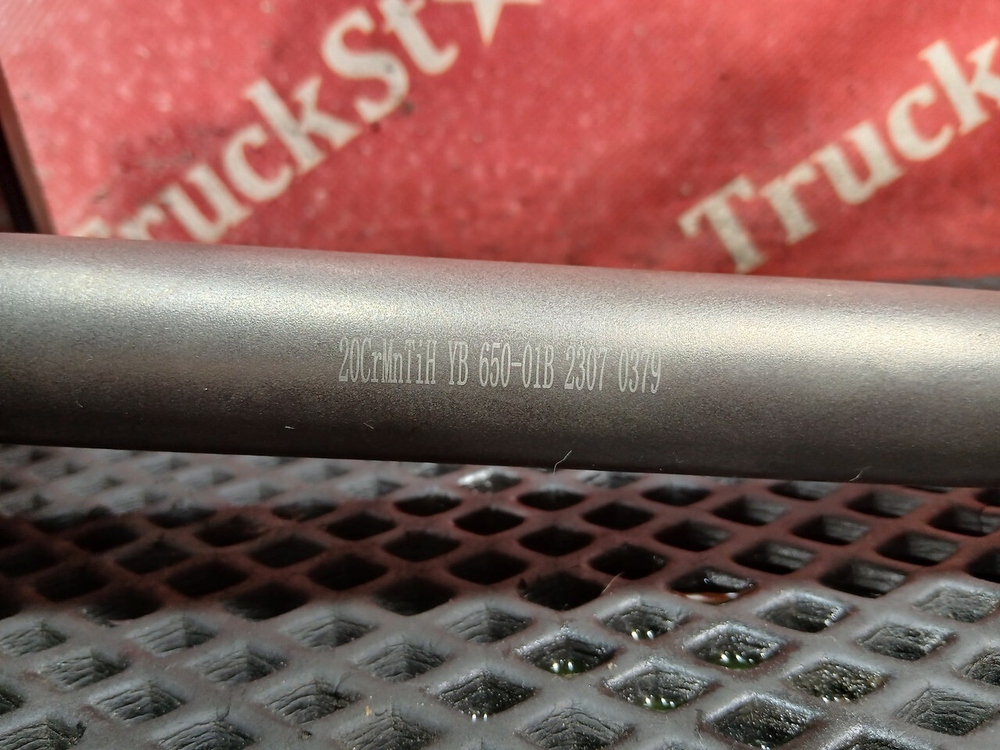 TruckSt
Truck
20CrMnTiH YB 650-01B 2307 0379